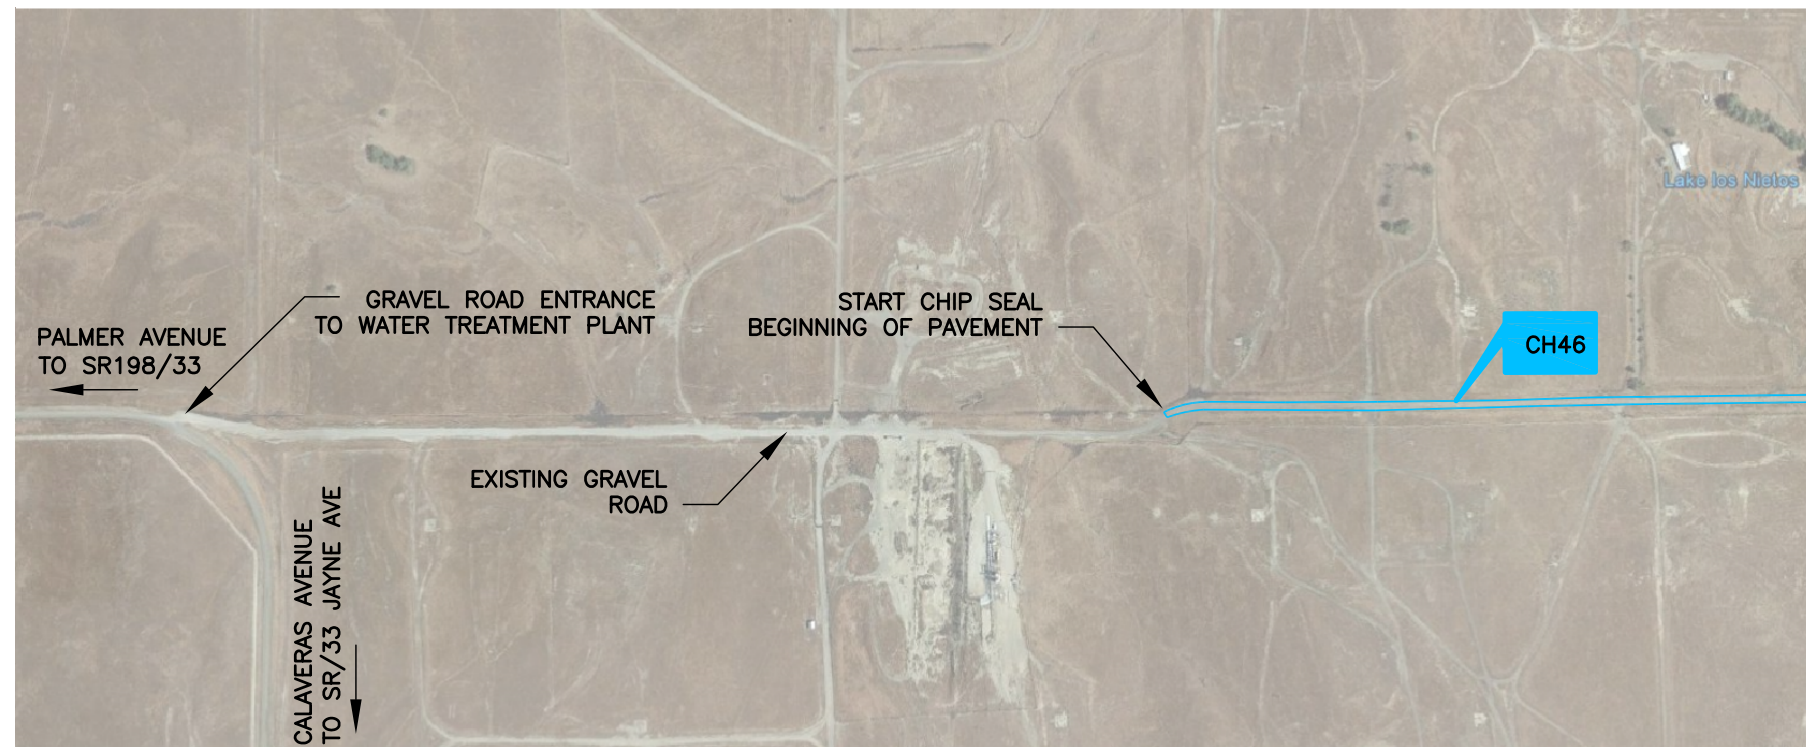 Lake los Nietos
GRAVEL ROAD ENTRANCE
TO WATER TREATMENT PLANT
START CHIP SEAL
BEGINNING OF PAVEMENT
PALMER AVENUE
TO SR198/33
CH46
EXISTING GRAVEL
ROAD
CALAVERAS AVENUE
TO SR/33 JAYNE AVE